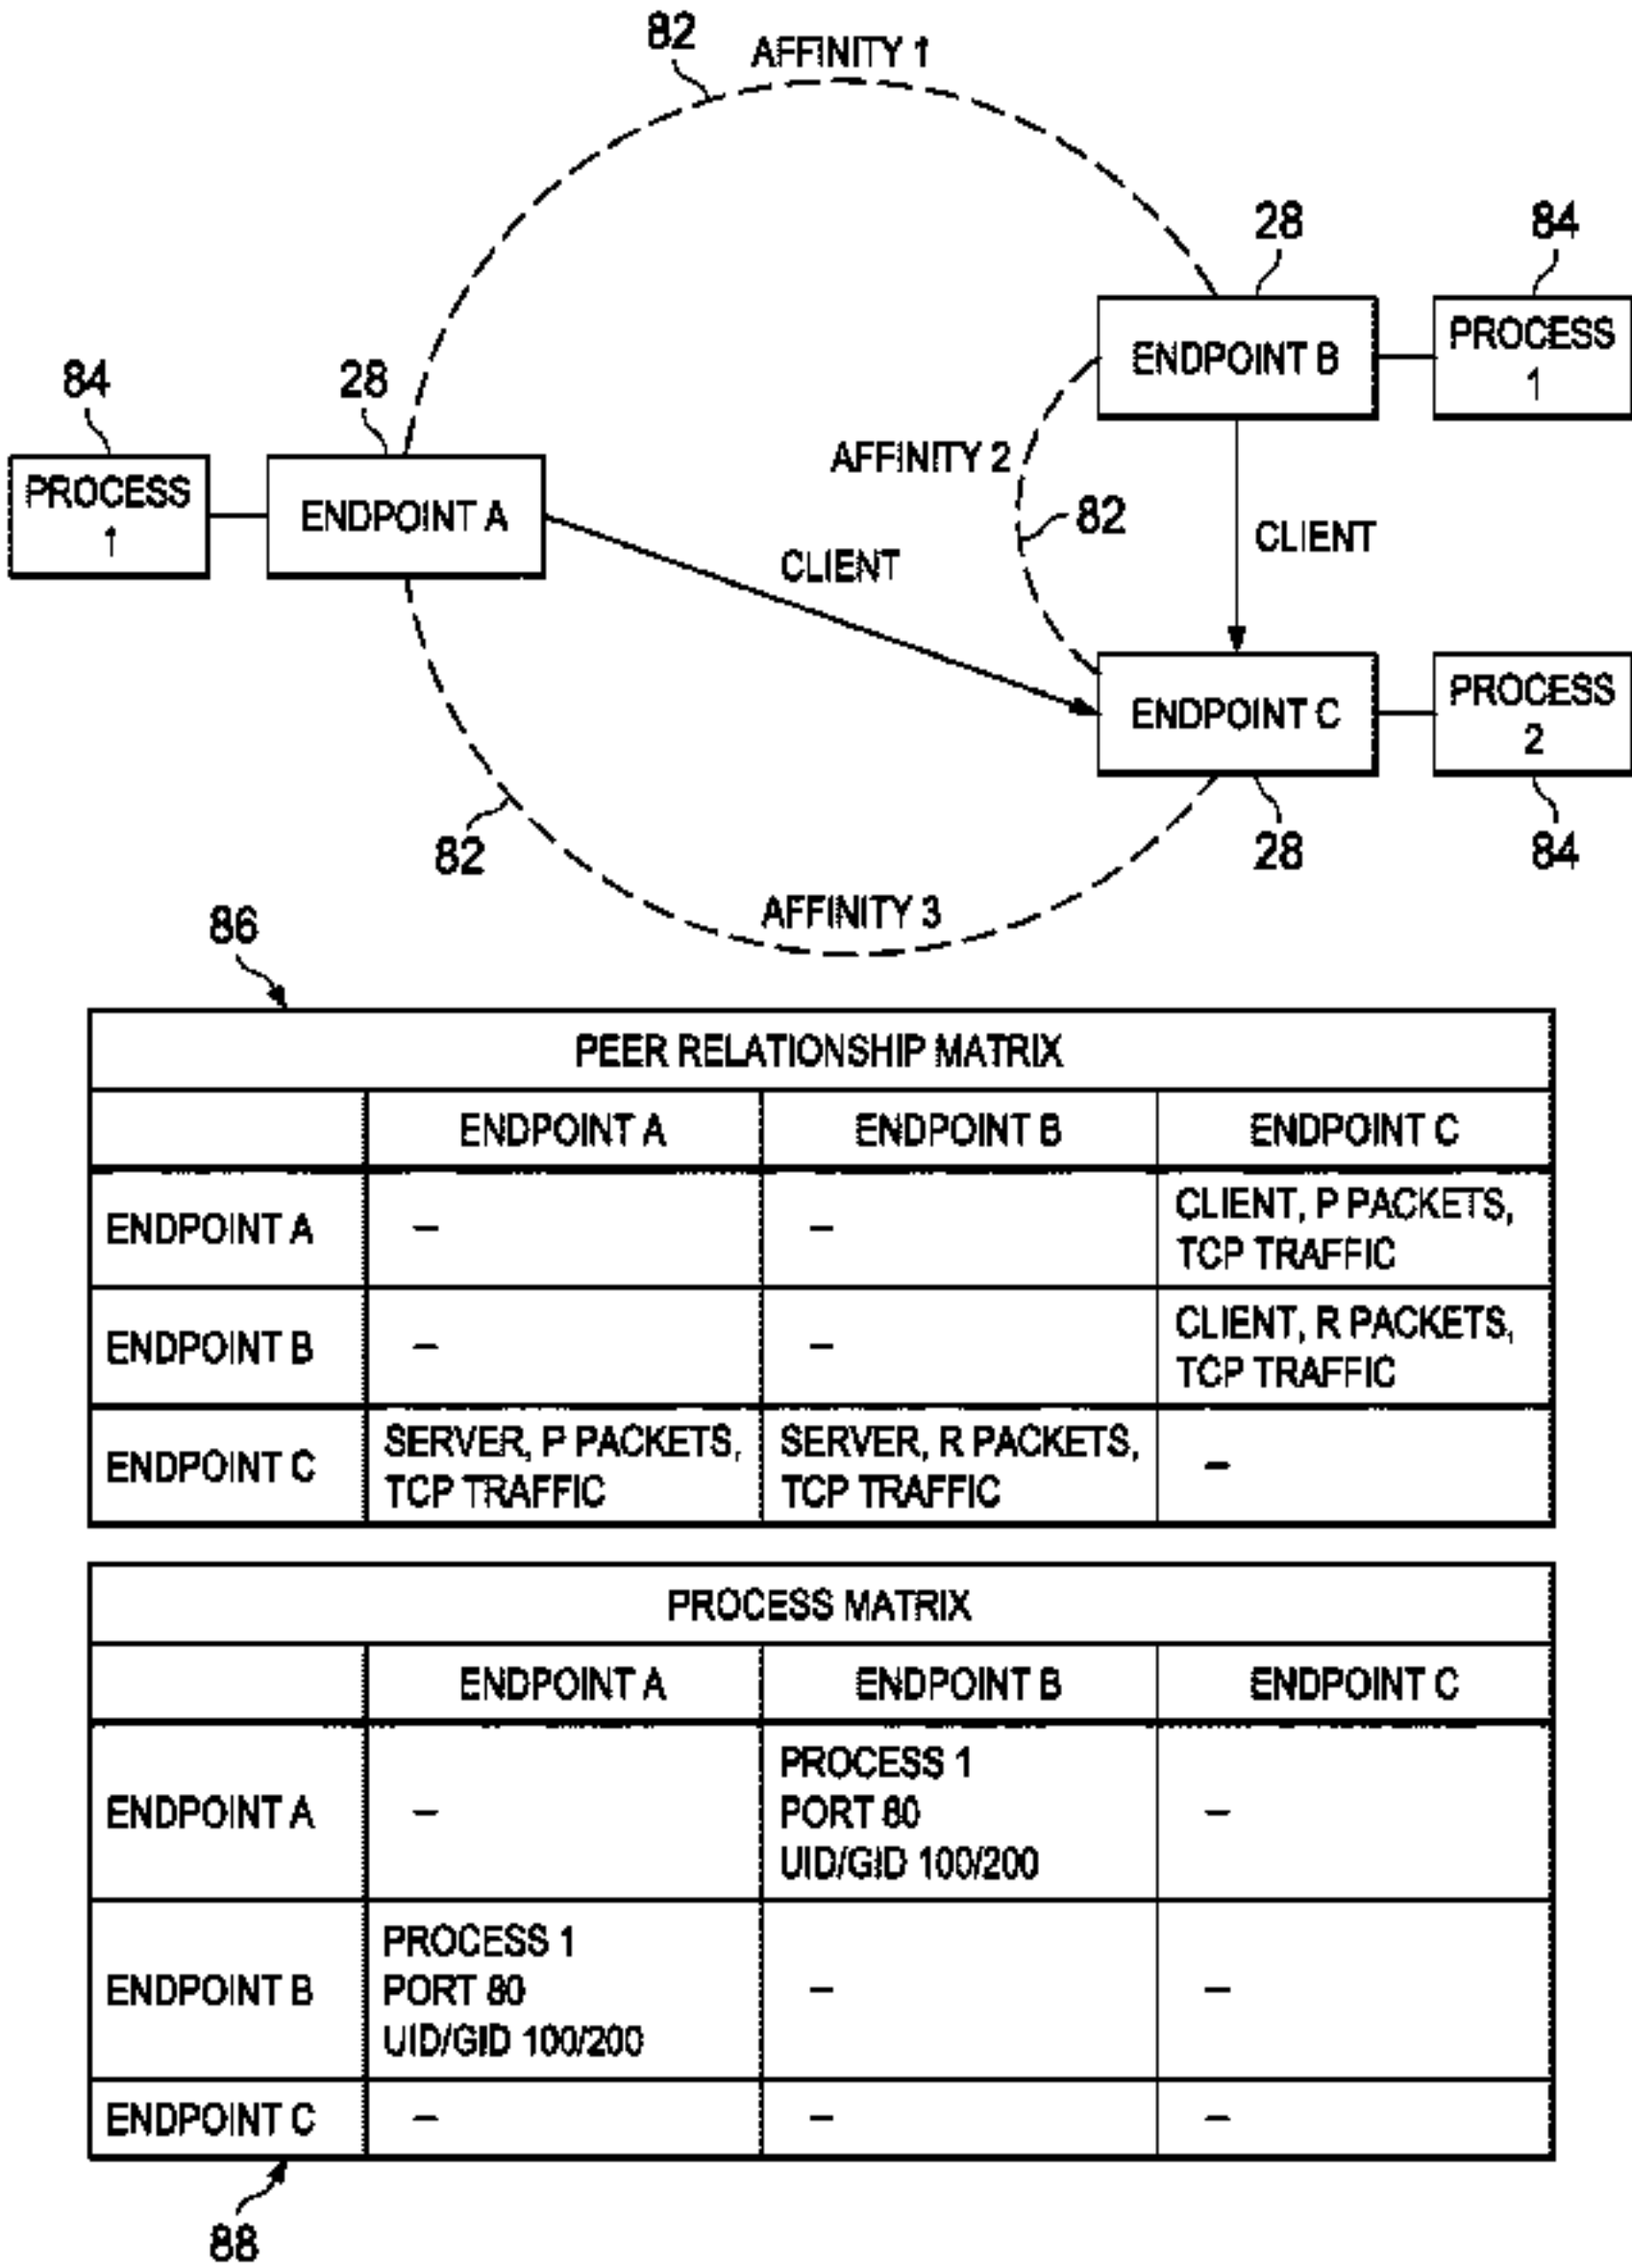 82
AFFINITY 1
28
84
ENDPOINT B
PROCESS
1
84
28
PROCESS
1
ENDPOINT A
AFFINITY 2
82
CLIENT
CLIENT
ENDPOINT C
PROCESS
2
82
28
84
AFFINITY 3
86
PEER RELATIONSHIP MATRIX
ENDPOINT A ENDPOINT B ENDPOINT C
ENDPOINT A – – CLIENT, P PACKETS,
TCP TRAFFIC
ENDPOINT B – – CLIENT, R PACKETS,
TCP TRAFFIC
ENDPOINT C SERVER, P PACKETS, SERVER, R PACKETS, –
TCP TRAFFIC TCP TRAFFIC
PROCESS MATRIX
ENDPOINT A ENDPOINT B ENDPOINT C
PROCESS 1
ENDPOINT A – PORT 80 –
UID/GID 100/200
PROCESS 1
ENDPOINT B PORT 80 – –
UID/GID 100/200
ENDPOINT C – – –
88